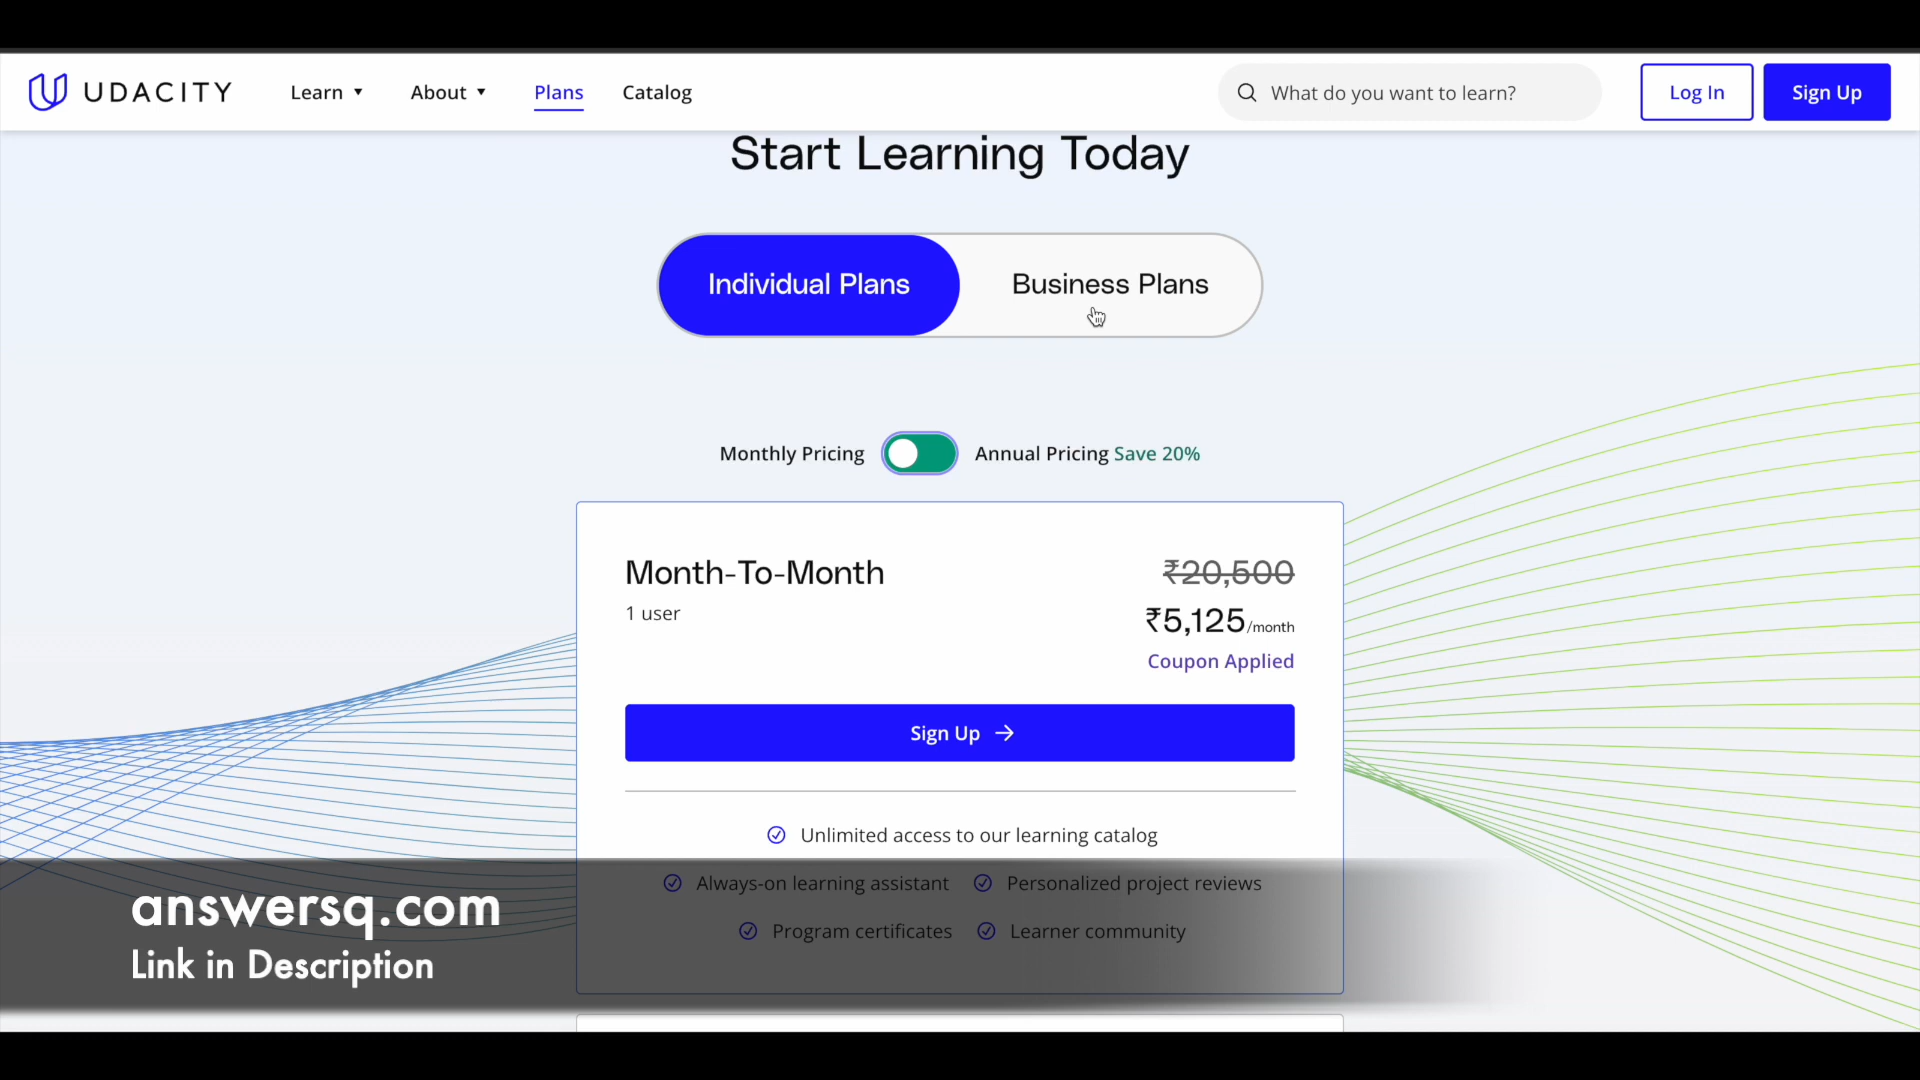 UDACITY Learn About Plans Catalog What do you want to learn? Log In Sign Up
Start Learning Today
Individual Plans Business Plans
Monthly Pricing Annual Pricing Save 20%
Month-To-Month ₹20,500
1 user ₹5,125/month
Coupon Applied
Sign Up →
Unlimited access to our learning catalog
Always-on learning assistant Personalized project reviews
Program certificates Learner community
answersq.com
Link in Description